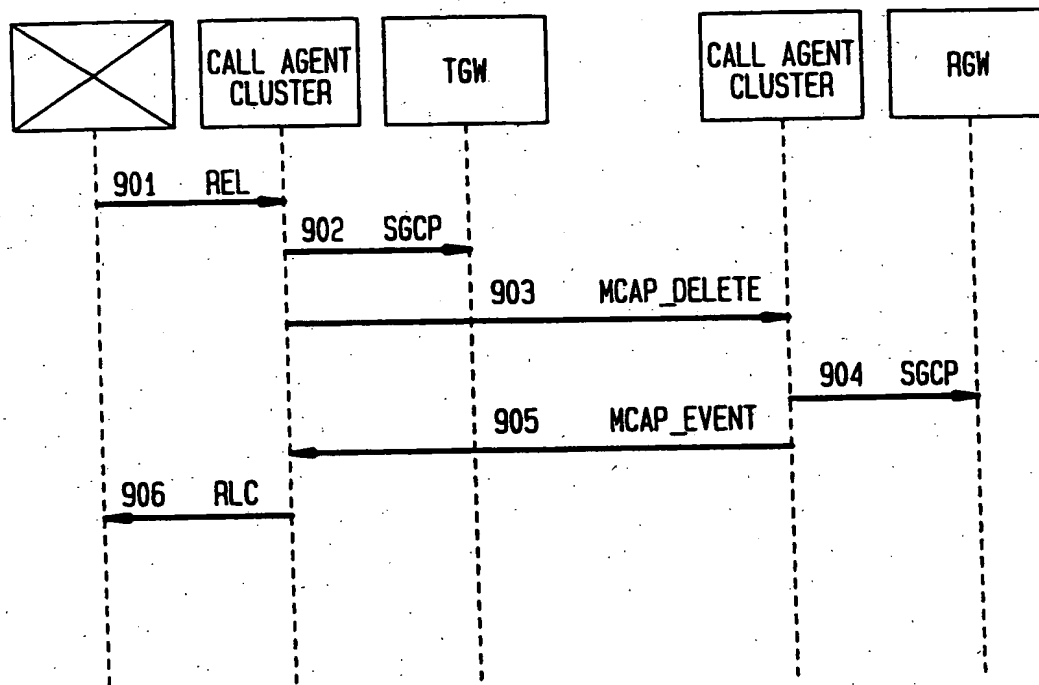 CALL AGENT
CLUSTER
TGW
CALL AGENT
CLUSTER
RGW
901 REL
902 SGCP
903 MCAP_DELETE
904 SGCP
905 MCAP_EVENT
906 RLC